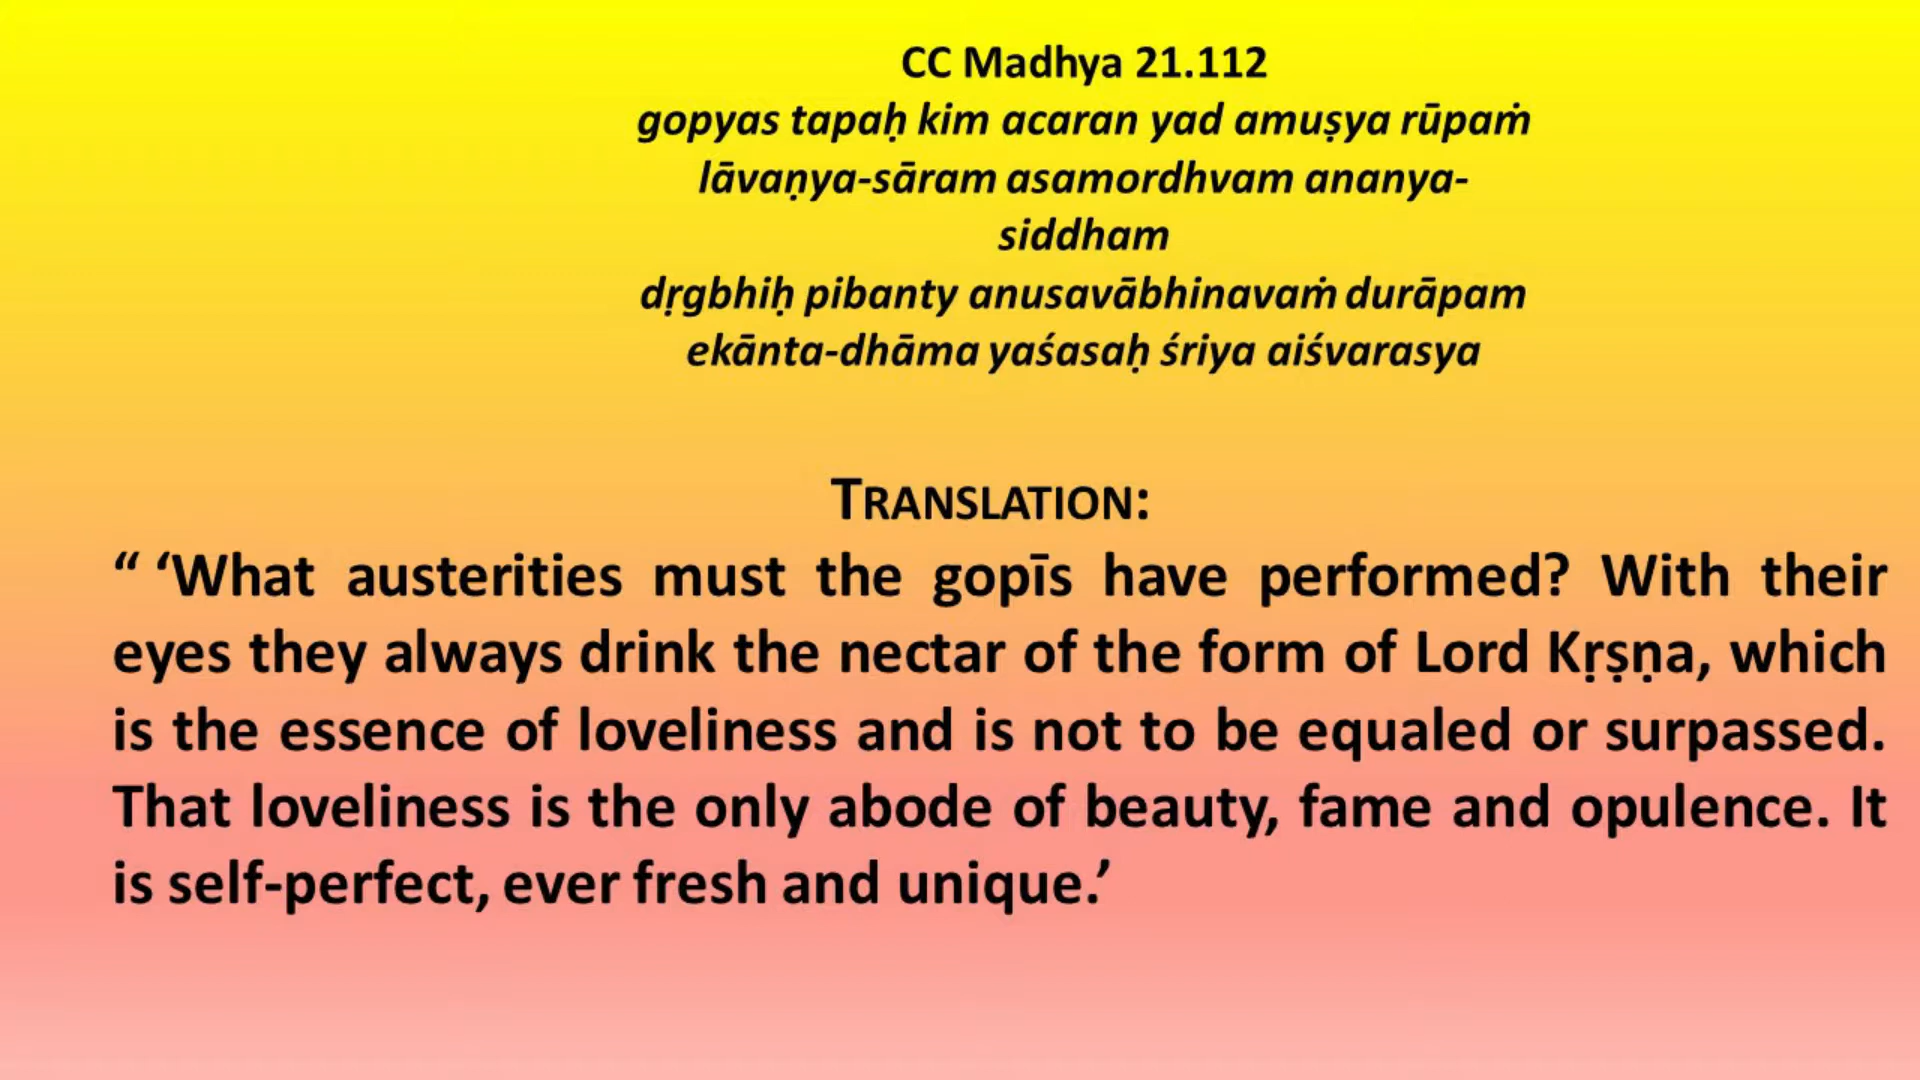 CC Madhya 21.112
gopyas tapaḥ kim acaran yad amuṣya rūpaṁ
lāvaṇya-sāram asamordhvam ananya-
siddham
dṛgbhiḥ pibanty anusavābhinavaṁ durāpam
ekānta-dhāma yaśasaḥ śriya aiśvarasya
TRANSLATION:
“ ‘What austerities must the gopīs have performed? With their
eyes they always drink the nectar of the form of Lord Kṛṣṇa, which
is the essence of loveliness and is not to be equaled or surpassed.
That loveliness is the only abode of beauty, fame and opulence. It
is self-perfect, ever fresh and unique.’